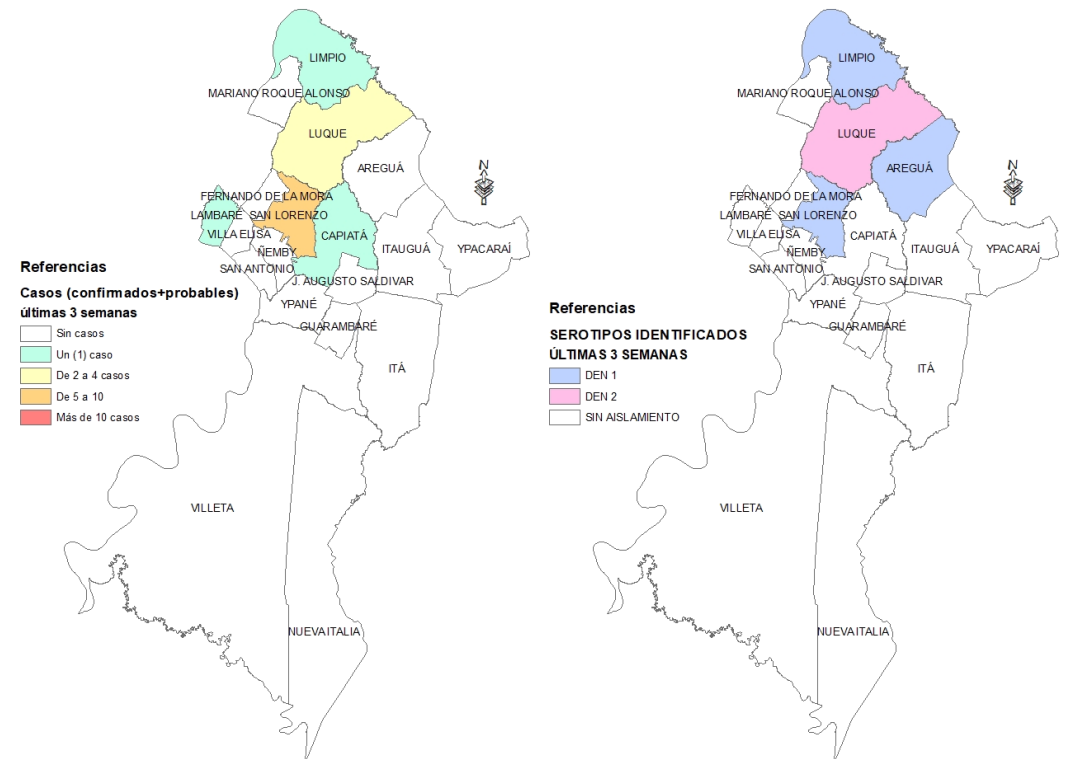 LIMPIO
MARIANO ROQUE ALONSO
LUQUE
AREGUÁ
N
FERNANDO DE LA MORA
LAMBARÉ
SAN LORENZO
VILLA ELISA
CAPIATÁ
ÑEMBY
ITAUGUÁ
YPACARAÍ
SAN ANTONIO
J. AUGUSTO SALDIVAR
YPANÉ
GUARAMBARÉ
ITÁ
VILLETA
NUEVA ITALIA
Referencias
Casos (confirmados+probables)
últimas 3 semanas
Sin casos
Un (1) caso
De 2 a 4 casos
De 5 a 10
Más de 10 casos
LIMPIO
MARIANO ROQUE ALONSO
LUQUE
AREGUÁ
N
FERNANDO DE LA MORA
LAMBARÉ
SAN LORENZO
VILLA ELISA
CAPIATÁ
ÑEMBY
ITAUGUÁ
YPACARAÍ
SAN ANTONIO
J. AUGUSTO SALDIVAR
YPANÉ
GUARAMBARÉ
ITÁ
VILLETA
NUEVA ITALIA
Referencias
SEROTIPOS IDENTIFICADOS
ÚLTIMAS 3 SEMANAS
DEN 1
DEN 2
SIN AISLAMIENTO